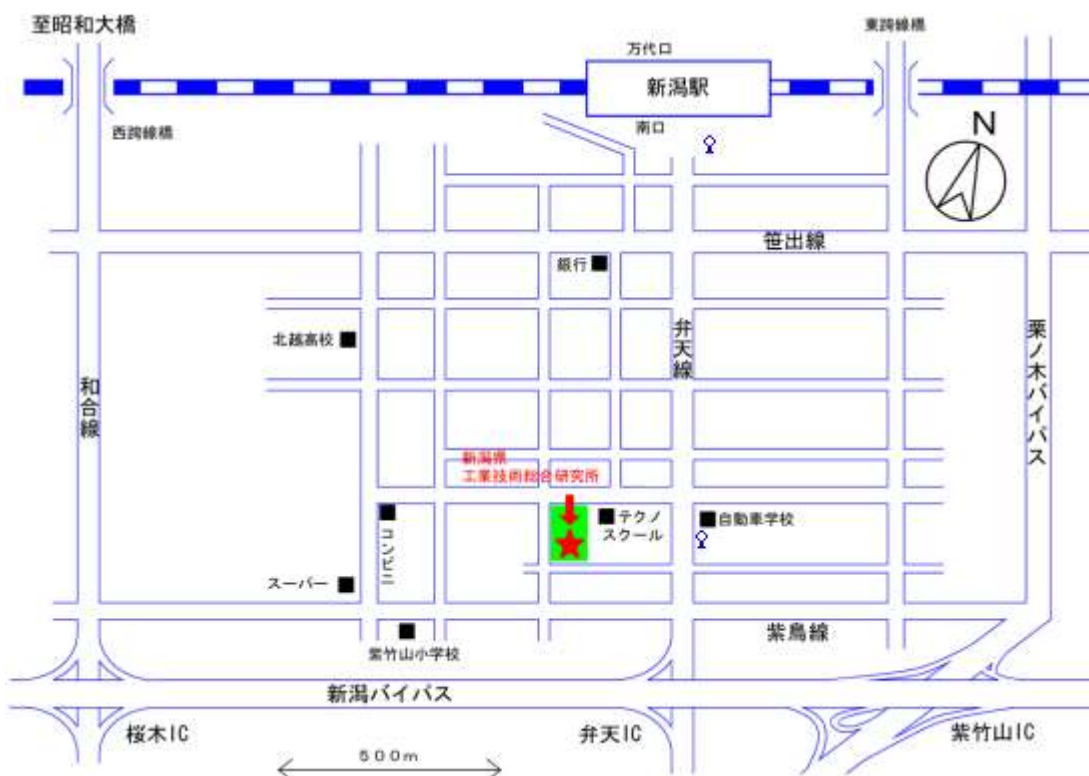 至昭和大橋
東跨線橋
万代口
新潟駅
西跨線橋
南口
N
笹出線
銀行
北越高校
弁天線
栗ノ木バイパス
和合線
新潟県
工業技術総合研究所
テクノ
スクール
自動車学校
コンビニ
スーパー
紫鳥線
紫竹山小学校
新潟バイパス
桜木IC
弁天IC
紫竹山IC
500m